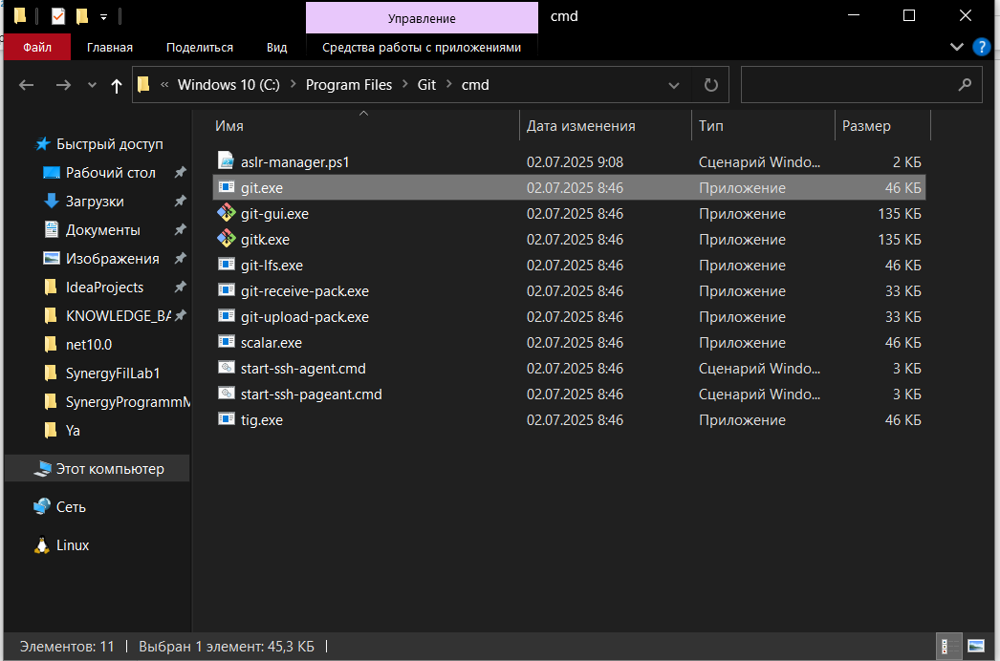 Управление
cmd
Файл
Главная
Поделиться
Вид
Средства работы с приложениями
?
« Windows 10 (C:) > Program Files > Git > cmd
Имя
Дата изменения
Тип
Размер
Быстрый доступ
Рабочий стол
Загрузки
Документы
Изображения
IdeaProjects
KNOWLEDGE_BA
net10.0
SynergyFilLab1
SynergyProgrammM
Ya
Этот компьютер
Сеть
Linux
aslr-manager.ps1 02.07.2025 9:08 Сценарий Windo... 2 КБ
git.exe 02.07.2025 8:46 Приложение 46 КБ
git-gui.exe 02.07.2025 8:46 Приложение 135 КБ
gitk.exe 02.07.2025 8:46 Приложение 135 КБ
git-lfs.exe 02.07.2025 8:46 Приложение 46 КБ
git-receive-pack.exe 02.07.2025 8:46 Приложение 33 КБ
git-upload-pack.exe 02.07.2025 8:46 Приложение 33 КБ
scalar.exe 02.07.2025 8:46 Приложение 46 КБ
start-ssh-agent.cmd 02.07.2025 8:46 Сценарий Windo... 3 КБ
start-ssh-pageant.cmd 02.07.2025 8:46 Сценарий Windo... 3 КБ
tig.exe 02.07.2025 8:46 Приложение 46 КБ
Элементов: 11
Выбран 1 элемент: 45,3 КБ